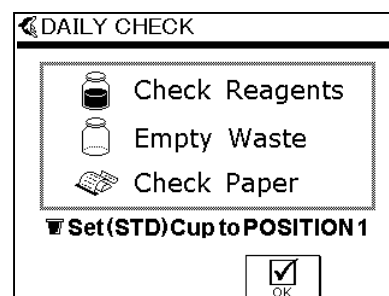 DAILY CHECK
Check Reagents
Empty Waste
Check Paper
Set(STD)Cup to POSITION 1
OK